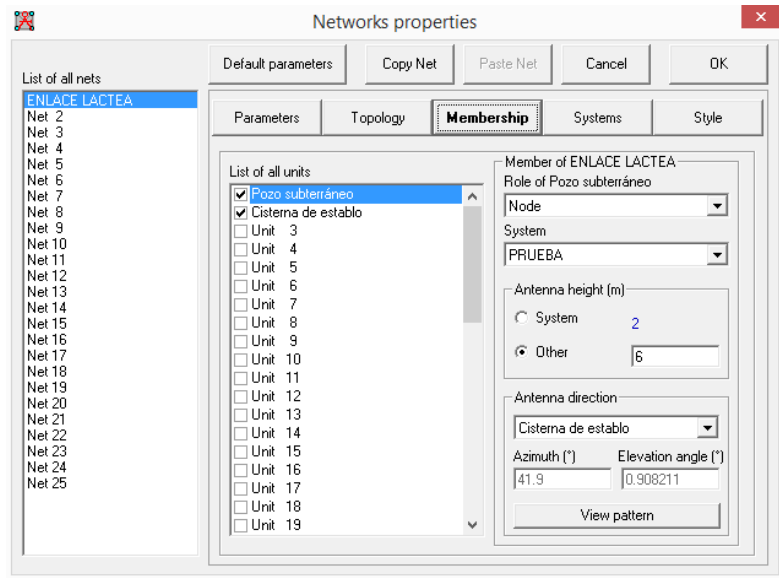 Networks properties
Default parameters
Copy Net
Paste Net
Cancel
OK
List of all nets
ENLACE LACTEA
Net 2
Net 3
Net 4
Net 5
Net 6
Net 7
Net 8
Net 9
Net 10
Net 11
Net 12
Net 13
Net 14
Net 15
Net 16
Net 17
Net 18
Net 19
Net 20
Net 21
Net 22
Net 23
Net 24
Net 25
Parameters
Topology
Membership
Systems
Style
List of all units
Pozo subterráneo
Cisterna de establo
Unit 3
Unit 4
Unit 5
Unit 6
Unit 7
Unit 8
Unit 9
Unit 10
Unit 11
Unit 12
Unit 13
Unit 14
Unit 15
Unit 16
Unit 17
Unit 18
Unit 19
Member of ENLACE LACTEA
Role of Pozo subterráneo
Node
System
PRUEBA
Antenna height (m)
System 2
Other 6
Antenna direction
Cisterna de establo
Azimuth (°) Elevation angle (°)
41.9 0.908211
View pattern